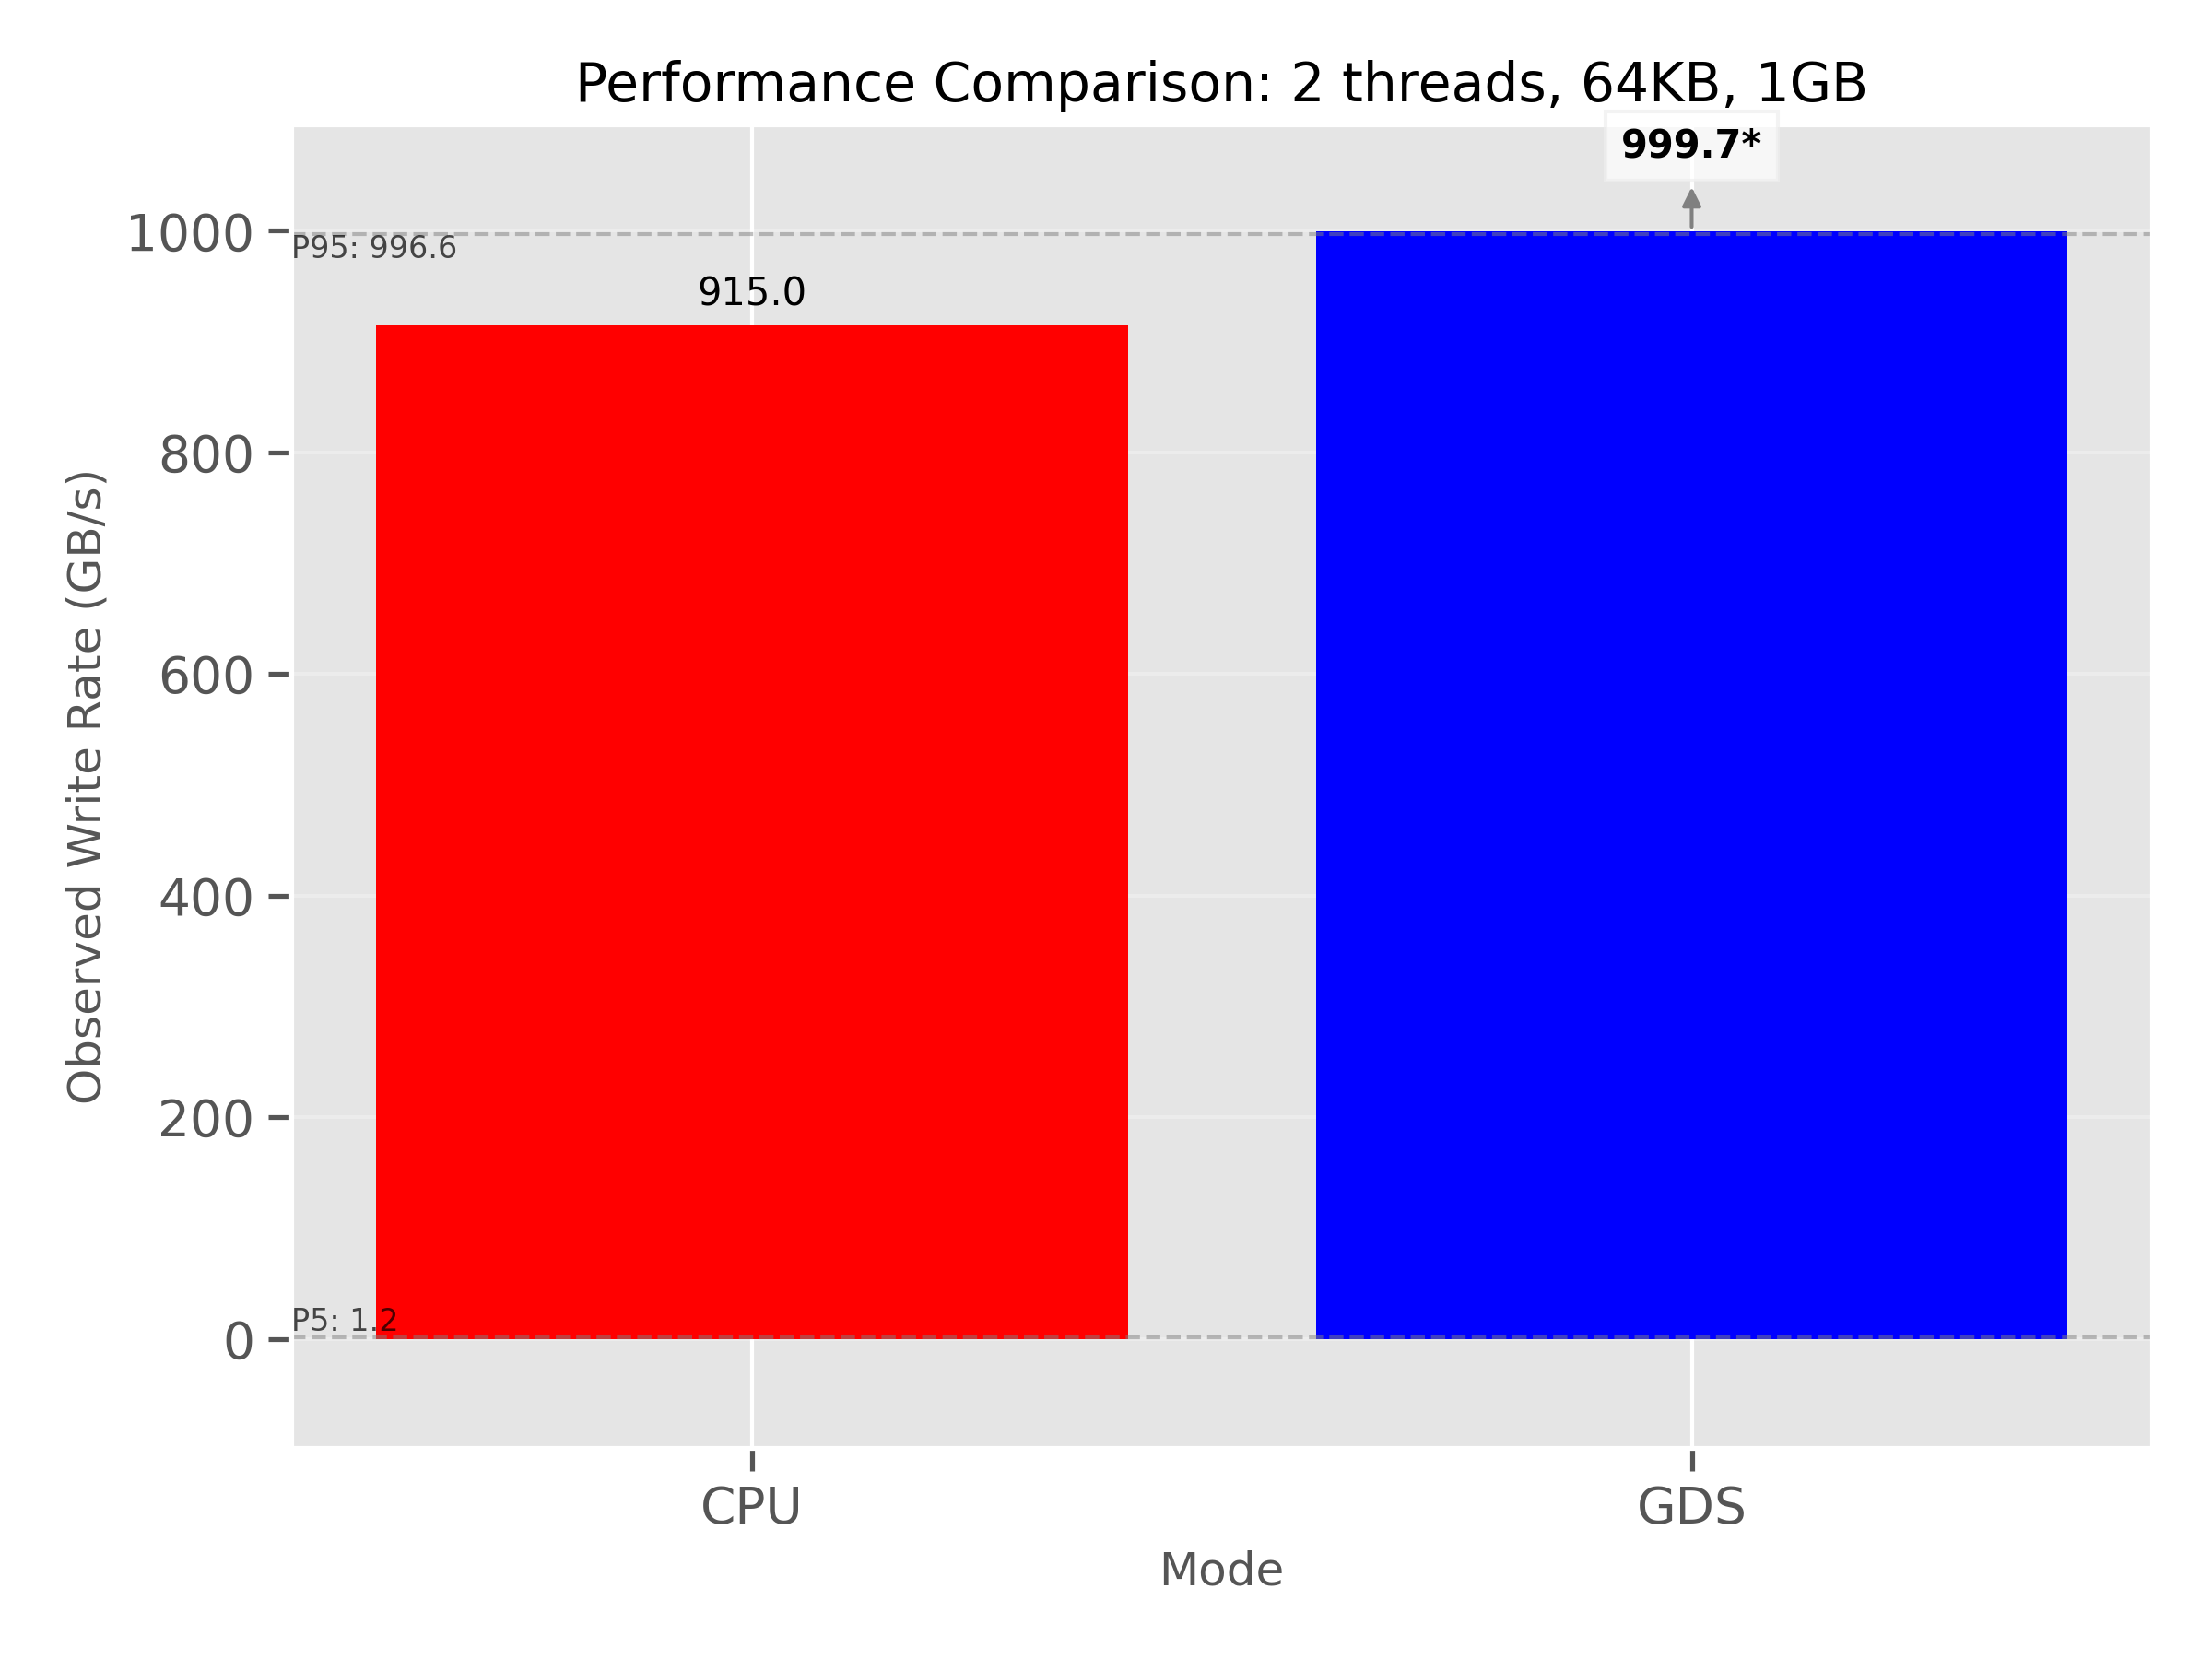 Performance Comparison: 2 threads, 64KB, 1GB
999.7*
1000
P95: 996.6
915.0
800
600
400
200
P5: 1.2
0
Observed Write Rate (GB/s)
CPU
GDS
Mode